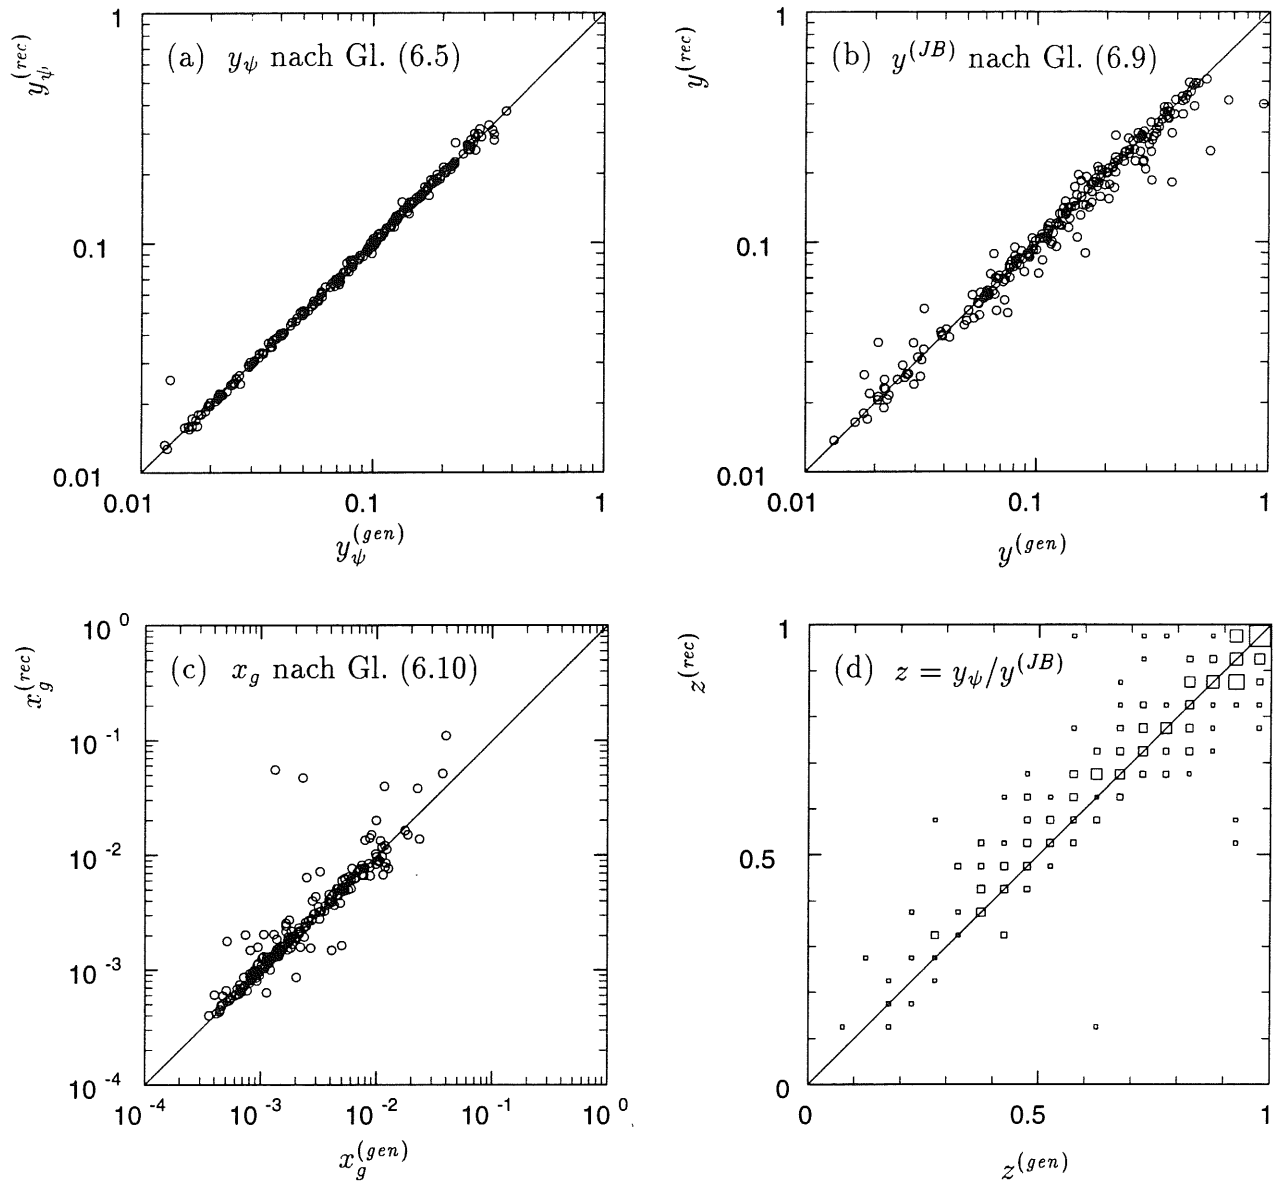 1
(a) y_ψ nach Gl. (6.5)
y_ψ^(rec)
0.1
0.01
0.01 0.1 1
y_ψ^(gen)
1
(b) y^(JB) nach Gl. (6.9)
y^(rec)
0.1
0.01
0.01 0.1 1
y^(gen)
10^0
(c) x_g nach Gl. (6.10)
x_g^(rec)
10^-1
10^-2
10^-3
10^-4
10^-4 10^-3 10^-2 10^-1 10^0
x_g^(gen)
1
(d) z = y_ψ/y^(JB)
z^(rec)
0.5
0
0 0.5 1
z^(gen)